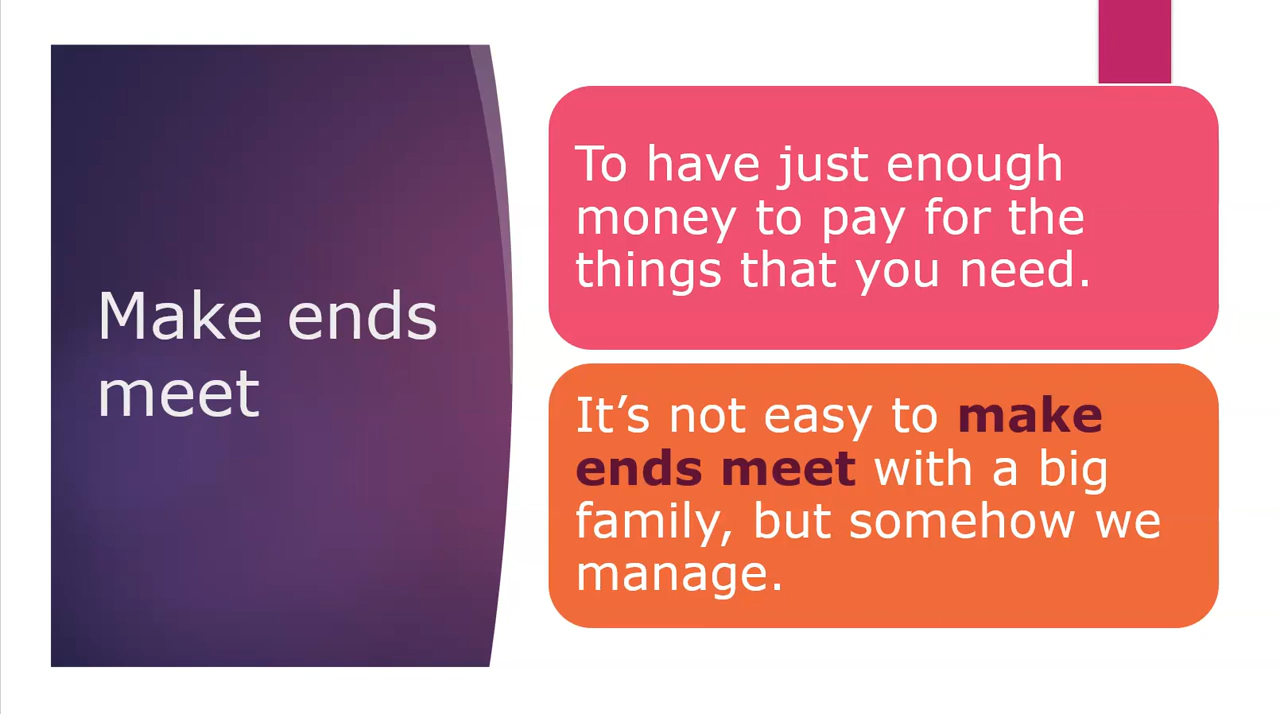 Make ends
meet
To have just enough
money to pay for the
things that you need.
It’s not easy to make
ends meet with a big
family, but somehow we
manage.